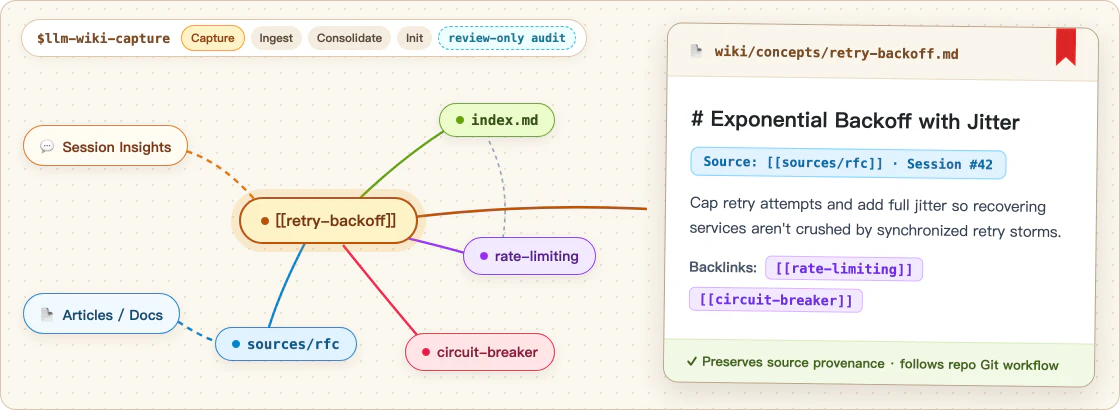 $llm-wiki-capture Capture Ingest Consolidate Init review-only audit
Session Insights
index.md
[[retry-backoff]]
rate-limiting
Articles / Docs
sources/rfc
circuit-breaker
wiki/concepts/retry-backoff.md
# Exponential Backoff with Jitter
Source: [[sources/rfc]] · Session #42
Cap retry attempts and add full jitter so recovering
services aren't crushed by synchronized retry storms.
Backlinks: [[rate-limiting]]
[[circuit-breaker]]
✓ Preserves source provenance · follows repo Git workflow